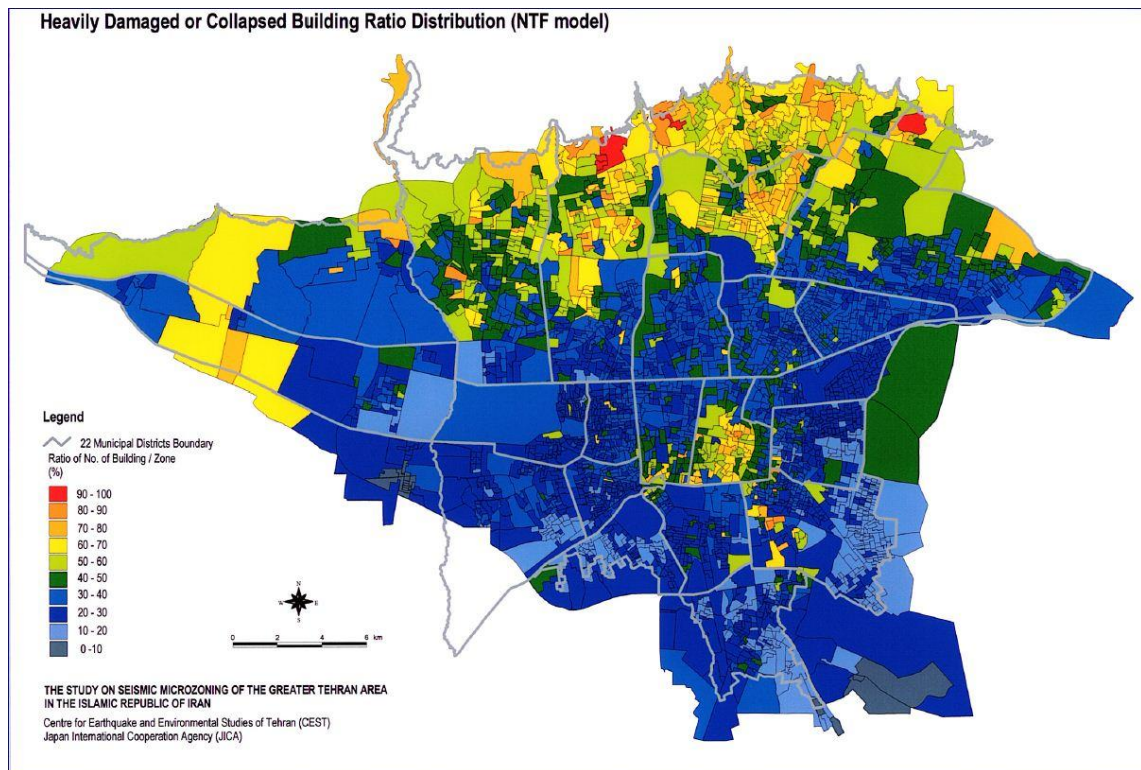 Heavily Damaged or Collapsed Building Ratio Distribution (NTF model)
Legend
22 Municipal Districts Boundary
Ratio of No. of Building / Zone
(%)
90 - 100
80 - 90
70 - 80
60 - 70
50 - 60
40 - 50
30 - 40
20 - 30
10 - 20
0 -10
N
W E
S
0 2 4 6 km
THE STUDY ON SEISMIC MICROZONING OF THE GREATER TEHRAN AREA
IN THE ISLAMIC REPUBLIC OF IRAN
Centre for Earthquake and Environmental Studies of Tehran (CEST)
Japan International Cooperation Agency (JICA)